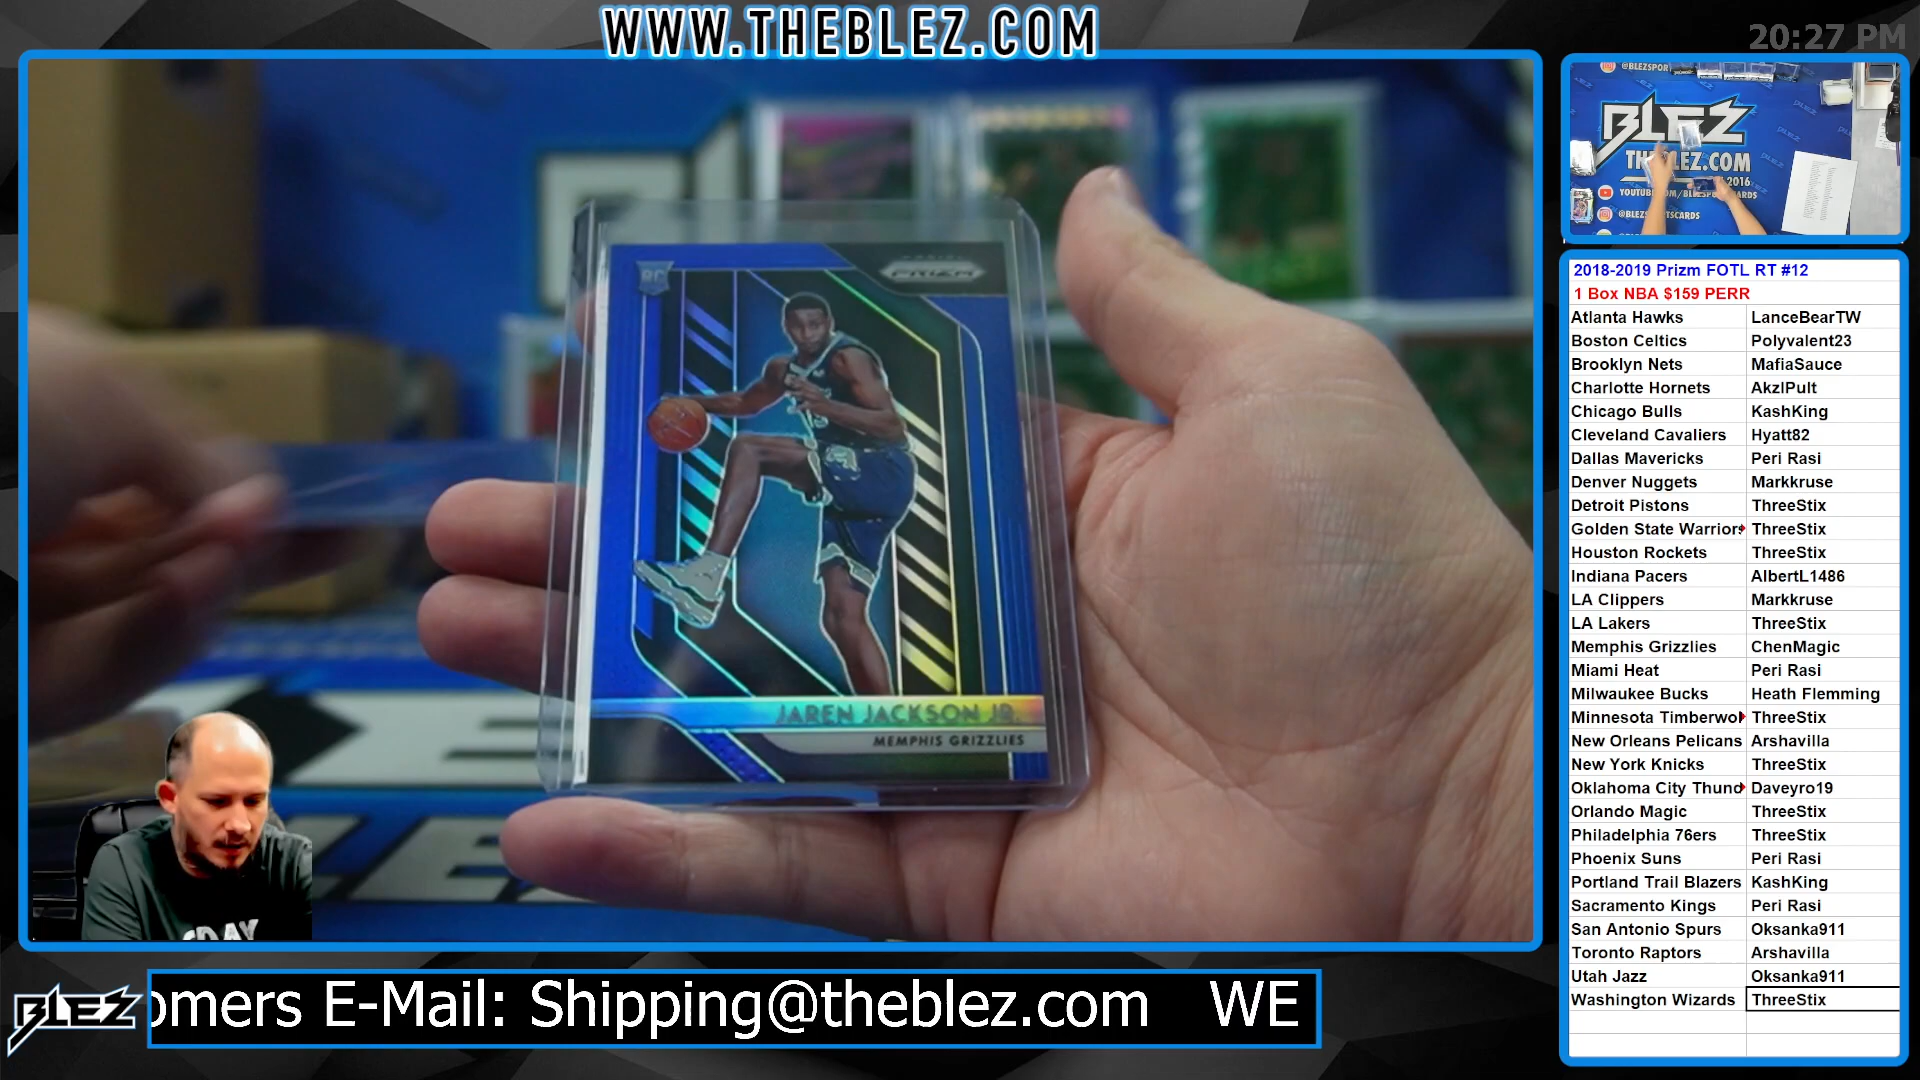 WWW.THEBLEZ.COM
20:27 PM
RC
PRIZM
JAREN JACKSON JR.
MEMPHIS GRIZZLIES
@BLEZSPOR
BLEZ
THEBLEZ.COM
2016
@BLEZSPORTSCARDS
2018-2019 Prizm FOTL RT #12
1 Box NBA $159 PERR
Atlanta Hawks LanceBearTW
Boston Celtics Polyvalent23
Brooklyn Nets MafiaSauce
Charlotte Hornets AkzlPult
Chicago Bulls KashKing
Cleveland Cavaliers Hyatt82
Dallas Mavericks Peri Rasi
Denver Nuggets Markkruse
Detroit Pistons ThreeStix
Golden State Warriors ThreeStix
Houston Rockets ThreeStix
Indiana Pacers AlbertL1486
LA Clippers Markkruse
LA Lakers ThreeStix
Memphis Grizzlies ChenMagic
Miami Heat Peri Rasi
Milwaukee Bucks Heath Flemming
Minnesota Timberwol ThreeStix
New Orleans Pelicans Arshavilla
New York Knicks ThreeStix
Oklahoma City Thund Daveyro19
Orlando Magic ThreeStix
Philadelphia 76ers ThreeStix
Phoenix Suns Peri Rasi
Portland Trail Blazers KashKing
Sacramento Kings Peri Rasi
San Antonio Spurs Oksanka911
Toronto Raptors Arshavilla
Utah Jazz Oksanka911
Washington Wizards ThreeStix
BLEZ
omers E-Mail: Shipping@theblez.com WE